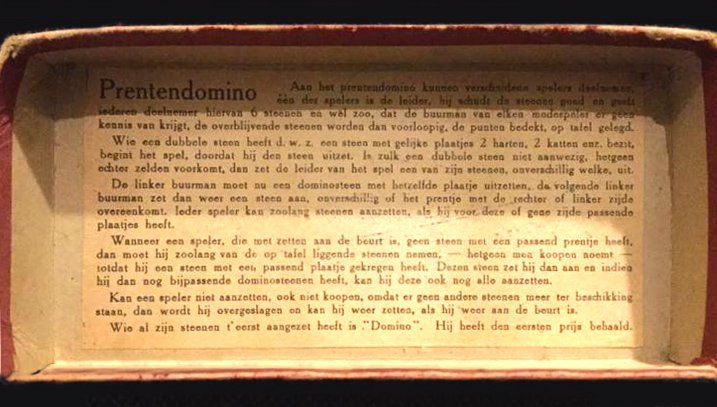 Prentendomino Aan het prentendomino kunnen verscheidene spelers deelnemen,
één der spelers is de leider, hij schudt de steenen goed en geeft
iederen deelnemer hiervan 6 steenen en wèl zoo, dat de buurman van elken medespeler er geen
kennis van krijgt, de overblijvende steenen worden dan voorloopig, de punten bedekt, op tafel gelegd.
Wie een dubbele steen heeft d. w. z. een steen met gelijke plaatjes 2 harten, 2 katten enz. bezit,
begint het spel, doordat hij den steen uitzet. Is zulk een dubbele steen niet aanwezig, hetgeen
echter zelden voorkomt, dan zet de leider van het spel een van zijn steenen, onverschillig welke, uit.
De linker buurman moet nu een dominosteen met hetzelfde plaatje uitzetten, da volgende linker
buurman zet dan weer een steen aan, onverschillig of het prentje met de rechter of linker zijde
overeenkomt. Ieder speler kan zoolang steenen aanzetten, als hij voor deze of gene zijde passende
plaatjes heeft.
Wanneer een speler, die met zetten aan de beurt is, geen steen met een passend prentje heeft,
dan moet hij zoolang van de op tafel liggende steenen nemen, — hetgeen men koopen noemt —
totdat hij een steen met een passend plaatje gekregen heeft. Dezen steen zet hij dan aan en indien
hij dan nog bijpassende dominosteenen heeft, kan hij deze ook nog alle aanzetten.
Kan een speler niet aanzetten, ook niet koopen, omdat er geen andere steenen meer ter beschikking
staan, dan wordt hij overgeslagen en kan hij weer zetten, als hij weer aan de beurt is.
Wie al zijn steenen t'eerst aangezet heeft is "Domino". Hij heeft den eersten prijs behaald.